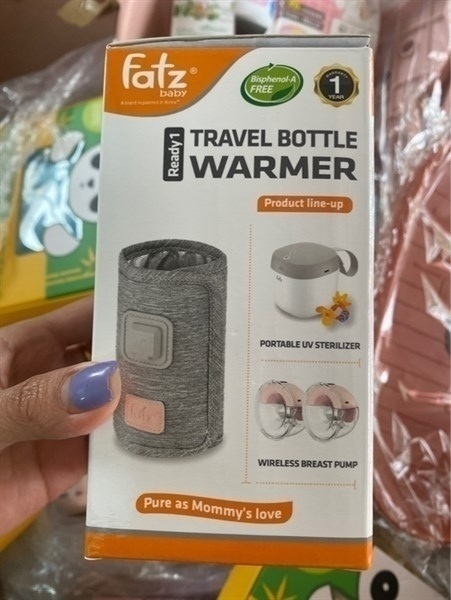 Fatz®
baby
Bisphenol-A
FREE
1
YEAR
Ready1
TRAVEL BOTTLE
WARMER
Product line-up
PORTABLE UV STERILIZER
fatz
WIRELESS BREAST PUMP
Pure as Mommy's love